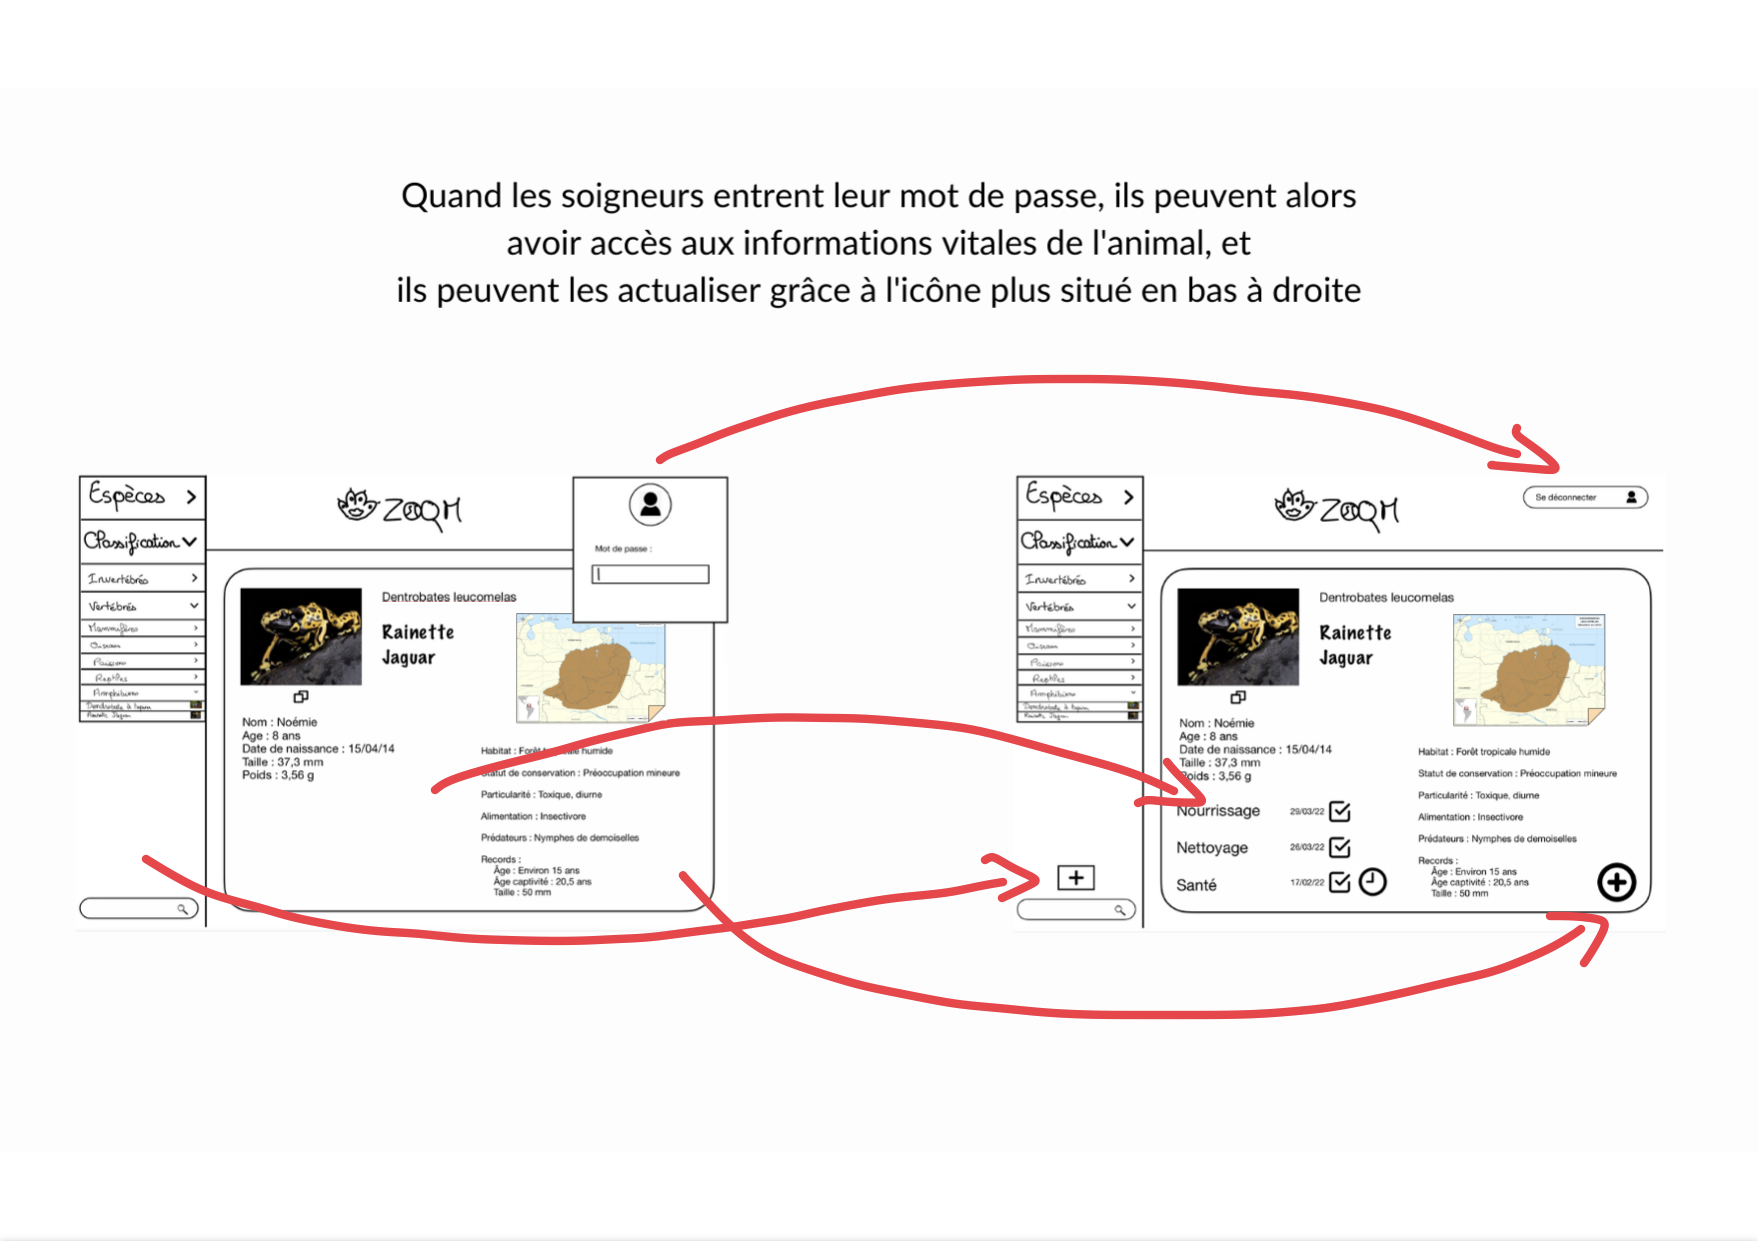 Quand les soigneurs entrent leur mot de passe, ils peuvent alors
avoir accès aux informations vitales de l'animal, et
ils peuvent les actualiser grâce à l'icône plus situé en bas à droite
Espèces
Classification
Invertébrés
Vertébrés
Mammifères
Oiseaux
Poissons
Reptiles
Amphibiens
ZOOM
Mot de passe :
Dentrobates leucomelas
Rainette
Jaguar
Nom : Noémie
Age : 8 ans
Date de naissance : 15/04/14
Taille : 37,3 mm
Poids : 3,56 g
Habitat : Forêt tropicale humide
Statut de conservation : Préoccupation mineure
Particularité : Toxique, diurne
Alimentation : Insectivore
Prédateurs : Nymphes de demoiselles
Records :
Âge : Environ 15 ans
Âge captivité : 20,5 ans
Taille : 50 mm
Espèces
Classification
Invertébrés
Vertébrés
Mammifères
Oiseaux
Poissons
Reptiles
Amphibiens
ZOOM
Se déconnecter
Dentrobates leucomelas
Rainette
Jaguar
Nom : Noémie
Age : 8 ans
Date de naissance : 15/04/14
Taille : 37,3 mm
Poids : 3,56 g
Nourrissage 29/03/22
Nettoyage 26/03/22
Santé 17/02/22
Habitat : Forêt tropicale humide
Statut de conservation : Préoccupation mineure
Particularité : Toxique, diurne
Alimentation : Insectivore
Prédateurs : Nymphes de demoiselles
Records :
Âge : Environ 15 ans
Âge captivité : 20,5 ans
Taille : 50 mm